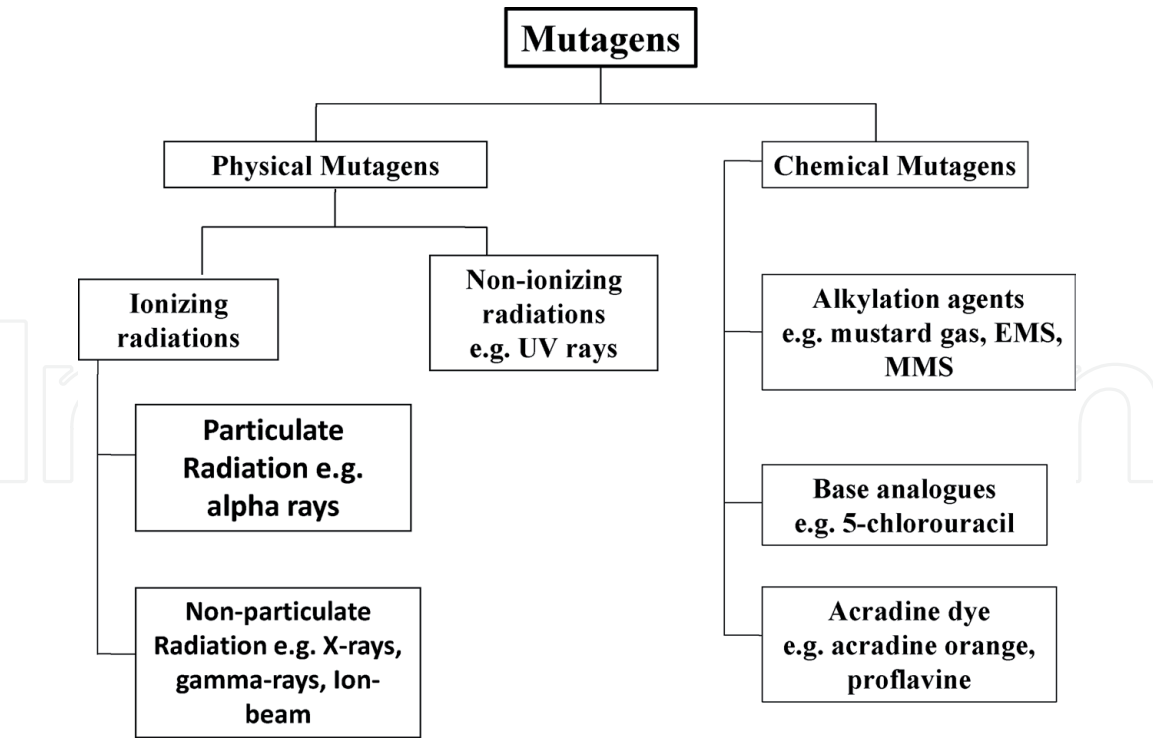 Mutagens
Physical Mutagens
Chemical Mutagens
Ionizing
radiations
Non-ionizing
radiations
e.g. UV rays
Particulate
Radiation e.g.
alpha rays
Non-particulate
Radiation e.g. X-rays,
gamma-rays, Ion-
beam
Alkylation agents
e.g. mustard gas, EMS,
MMS
Base analogues
e.g. 5-chlorouracil
Acradine dye
e.g. acradine orange,
proflavine